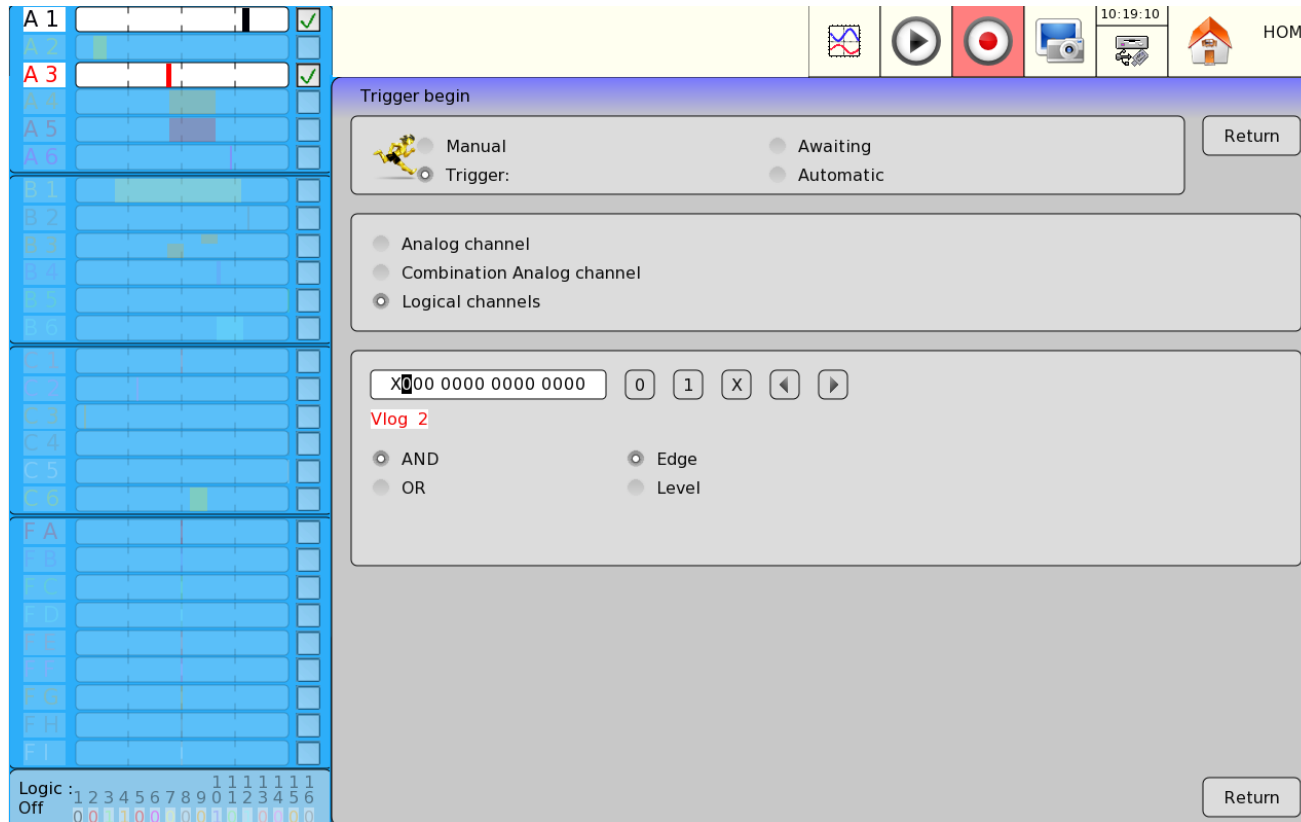 A 1
A 2
A 3
A 4
A 5
A 6
B 1
B 2
B 3
B 4
B 5
B 6
C 1
C 2
C 3
C 4
C 5
C 6
F A
F B
F C
F D
F E
F F
F G
F H
F I
Logic :
Off
1 2 3 4 5 6 7 8 9 10 11 12 13 14 15 16
10:19:10
HOM
Trigger begin
Manual
Awaiting
Trigger:
Automatic
Return
Analog channel
Combination Analog channel
Logical channels
X000 0000 0000 0000
0
1
X
Vlog 2
AND
Edge
OR
Level
Return